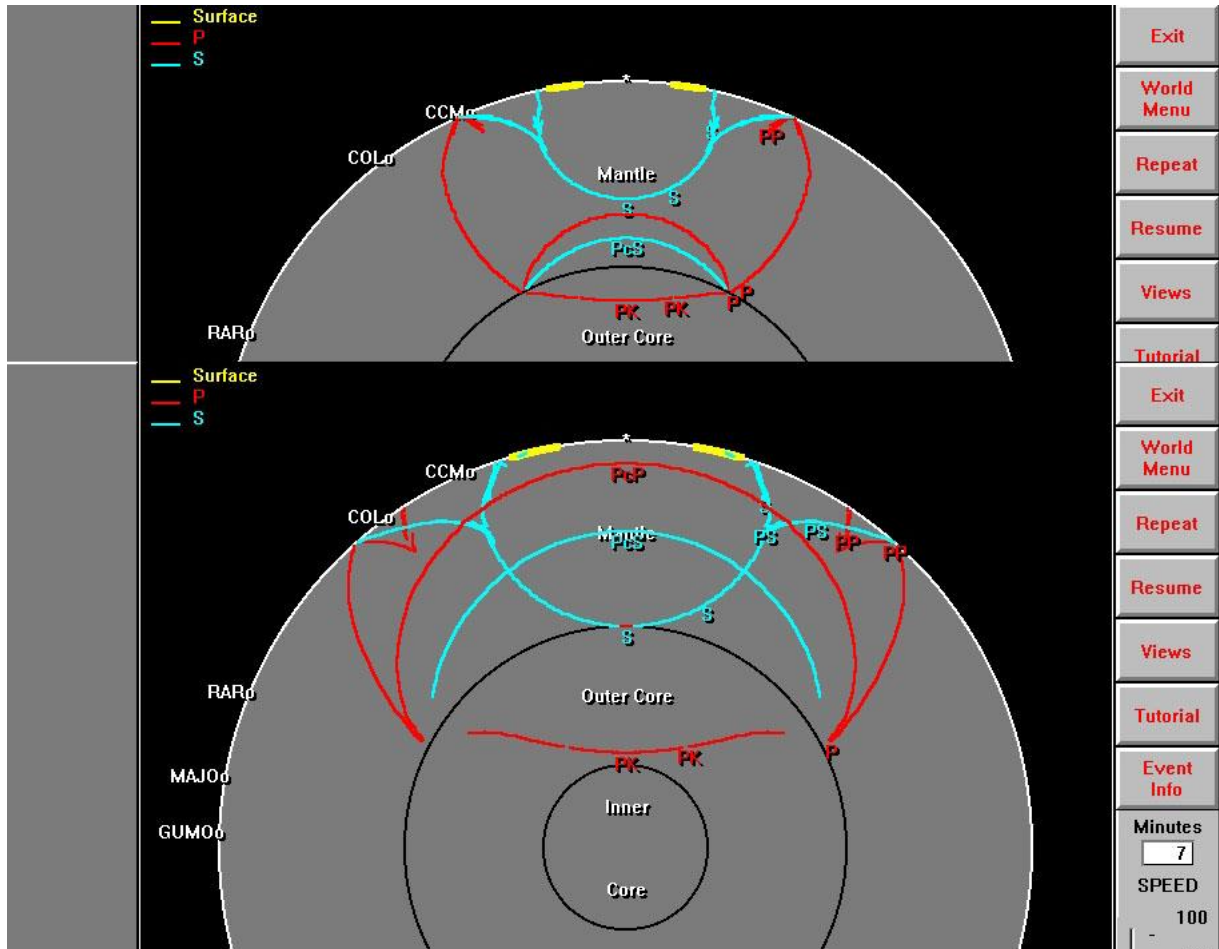 Surface
P
S
Exit
World
Menu
Repeat
Resume
Views
Tutorial
CCMo
COLo
RARo
PP
S
Mantle
S
S
PcS
P
P
PK
PK
Outer Core
Surface
P
S
Exit
World
Menu
Repeat
Resume
Views
Tutorial
Event
Info
Minutes
7
SPEED
100
CCMo
COLo
RARo
MAJOo
GUMOo
PcP
S
Mantle
PcS
PS
PS
PP
PP
S
S
Outer Core
P
PK
PK
Inner
Core